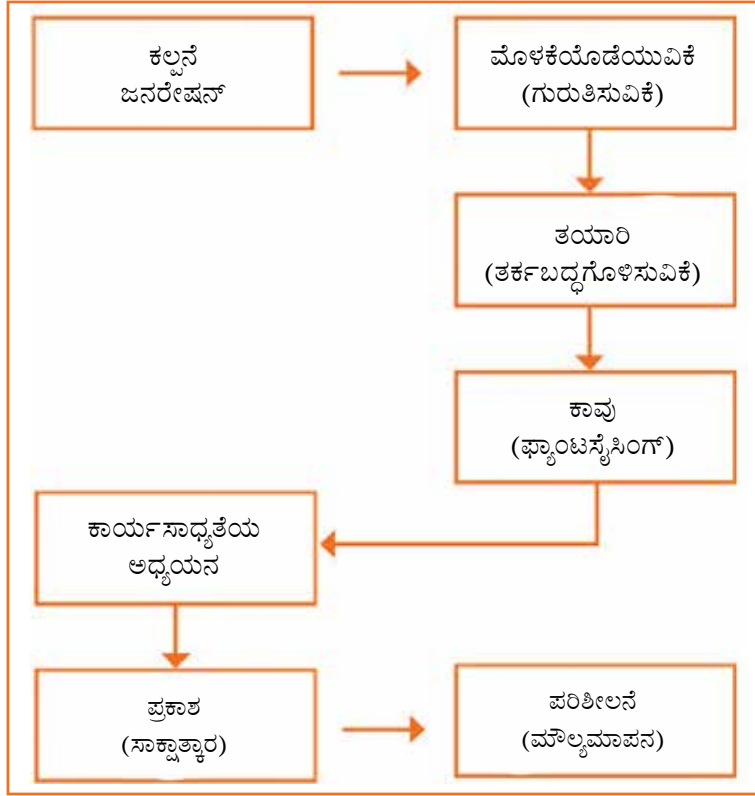 ಕಲ್ಪನೆ
ಜನರೇಷನ್
ಮೊಳಕೆಯೊಡೆಯುವಿಕೆ
(ಗುರುತಿಸುವಿಕೆ)
ತಯಾರಿ
(ತರ್ಕಬದ್ಧಗೊಳಿಸುವಿಕೆ)
ಕಾವು
(ಫ್ಯಾಂಟಸೈಸಿಂಗ್)
ಕಾರ್ಯಸಾಧ್ಯತೆಯ
ಅಧ್ಯಯನ
ಪ್ರಕಾಶ
(ಸಾಕ್ಷಾತ್ಕಾರ)
ಪರಿಶೀಲನೆ
(ಮೌಲ್ಯಮಾಪನ)